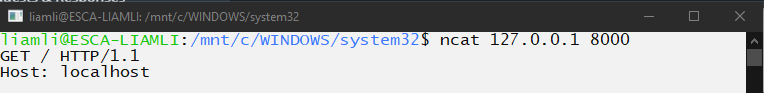 liamli@ESCA-LIAMLI: /mnt/c/WINDOWS/system32
liamli@ESCA-LIAMLI:/mnt/c/WINDOWS/system32$ ncat 127.0.0.1 8000
GET / HTTP/1.1
Host: localhost